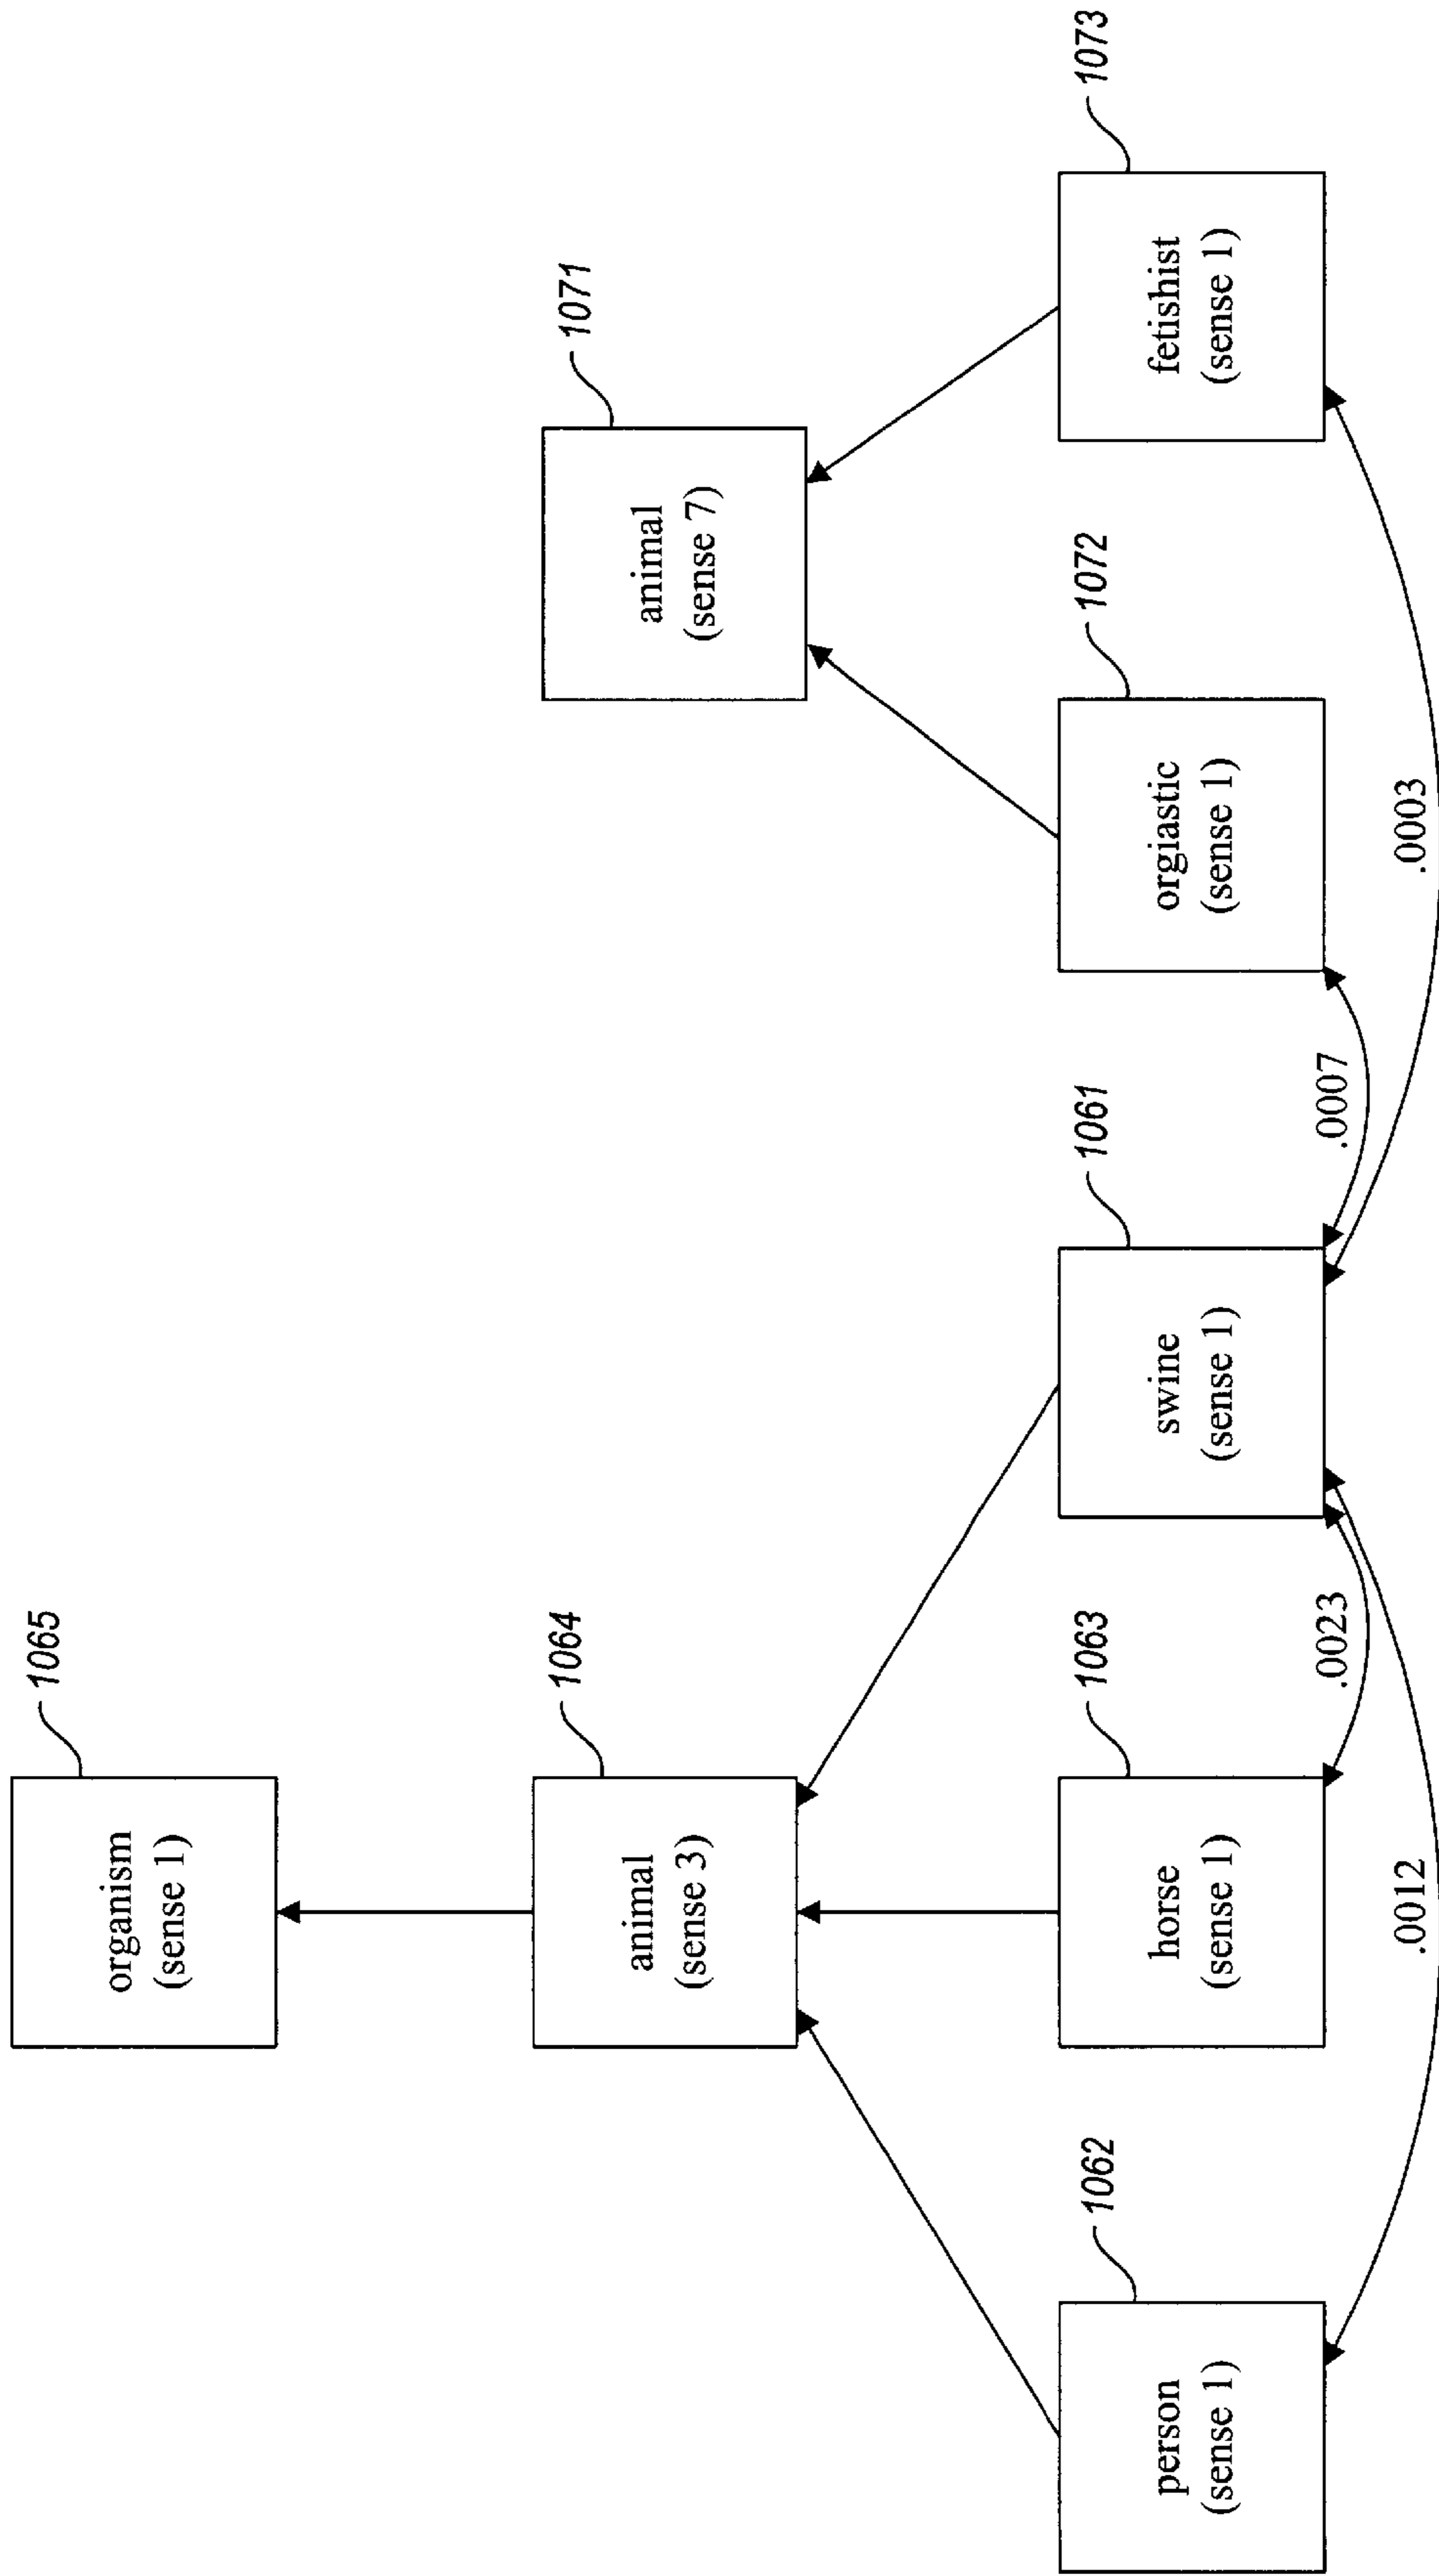 organism
(sense 1)
1065
animal
(sense 3)
1064
animal
(sense 7)
1071
person
(sense 1)
1062
horse
(sense 1)
1063
swine
(sense 1)
1061
orgiastic
(sense 1)
1072
fetishist
(sense 1)
1073
.0023
.0007
.0012
.0003